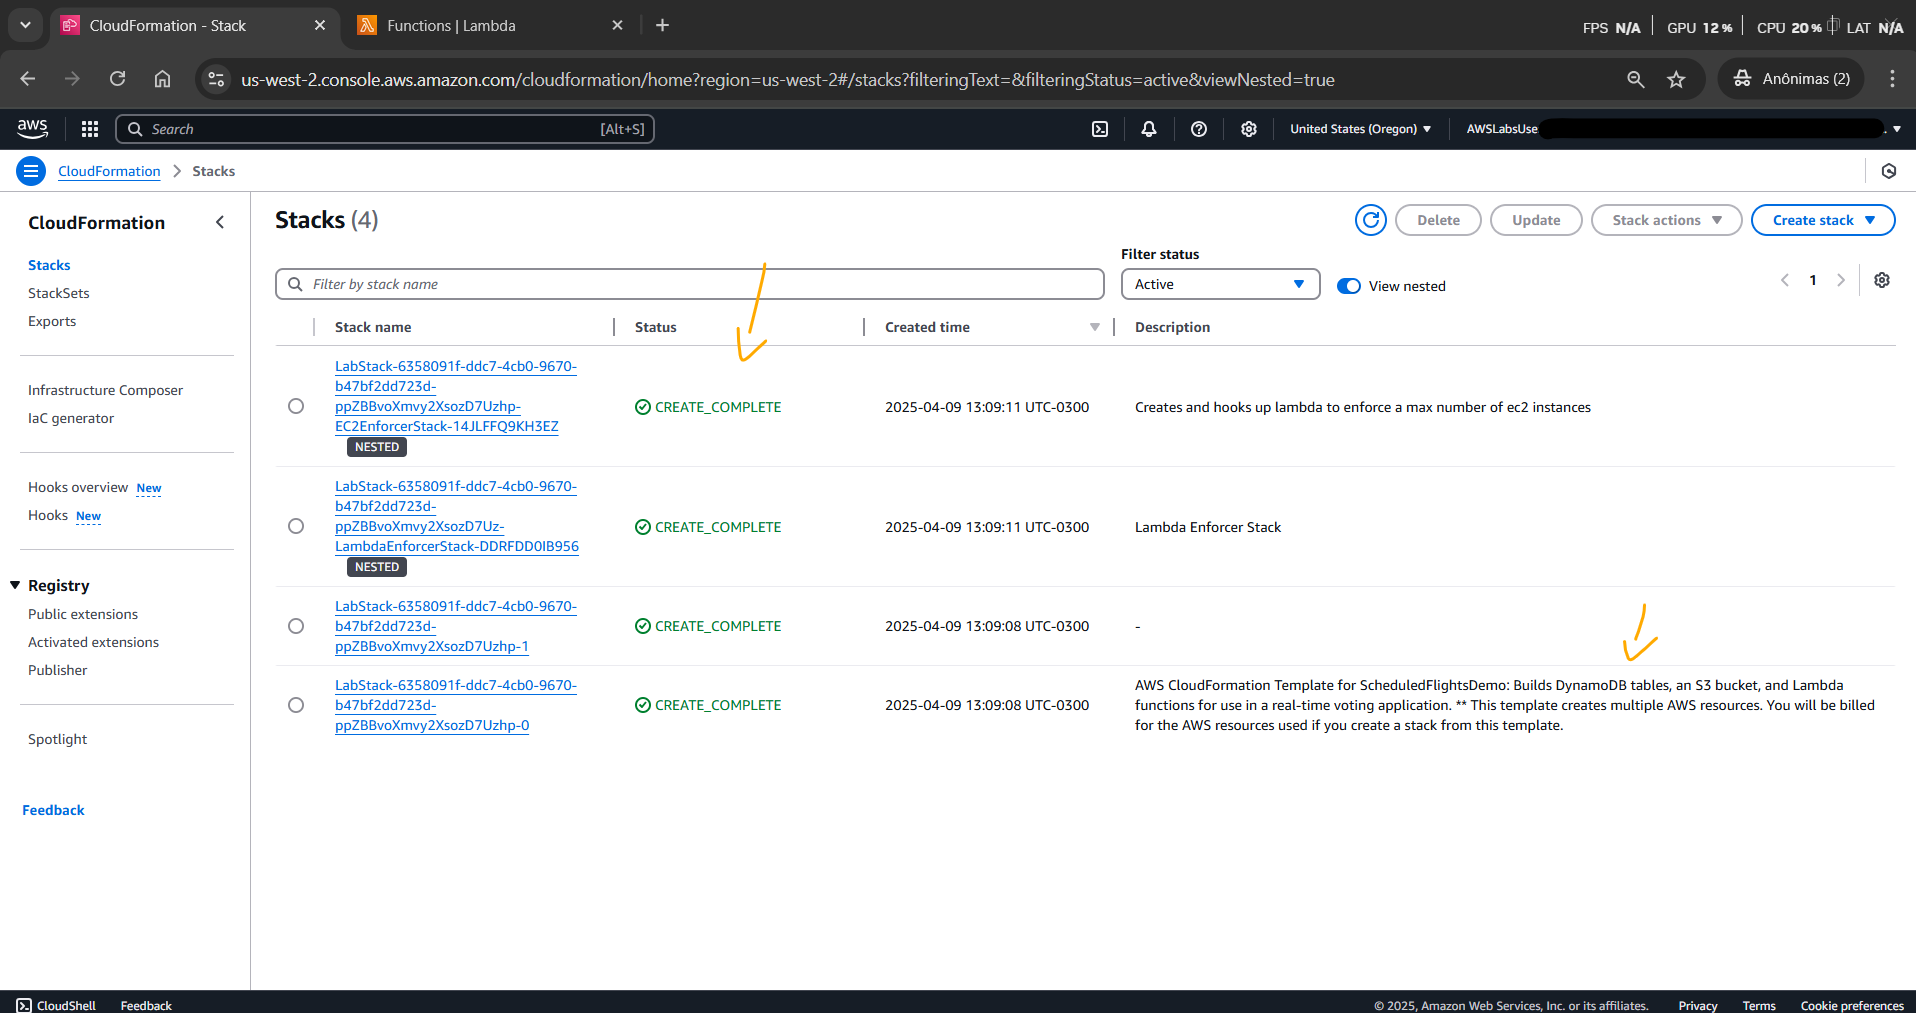 CloudFormation - Stack
Functions | Lambda
FPS N/A GPU 12 % CPU 20 % LAT N/A
us-west-2.console.aws.amazon.com/cloudformation/home?region=us-west-2#/stacks?filteringText=&filteringStatus=active&viewNested=true
Anônimas (2)
aws
Search [Alt+S]
United States (Oregon)
AWSLabsUse
CloudFormation
Stacks
CloudFormation
Stacks
StackSets
Exports
Infrastructure Composer
IaC generator
Hooks overview New
Hooks New
Registry
Public extensions
Activated extensions
Publisher
Spotlight
Feedback
Stacks (4)
Delete
Update
Stack actions
Create stack
Filter by stack name
Filter status
Active
View nested
1
Stack name Status Created time Description
LabStack-6358091f-ddc7-4cb0-9670-
b47bf2dd723d-
ppZBBvoXmvy2XsozD7Uzhp-
EC2EnforcerStack-14JLFFQ9KH3EZ
NESTED
CREATE_COMPLETE
2025-04-09 13:09:11 UTC-0300
Creates and hooks up lambda to enforce a max number of ec2 instances
LabStack-6358091f-ddc7-4cb0-9670-
b47bf2dd723d-
ppZBBvoXmvy2XsozD7Uz-
LambdaEnforcerStack-DDRFDD0IB956
NESTED
CREATE_COMPLETE
2025-04-09 13:09:11 UTC-0300
Lambda Enforcer Stack
LabStack-6358091f-ddc7-4cb0-9670-
b47bf2dd723d-
ppZBBvoXmvy2XsozD7Uzhp-1
CREATE_COMPLETE
2025-04-09 13:09:08 UTC-0300
-
LabStack-6358091f-ddc7-4cb0-9670-
b47bf2dd723d-
ppZBBvoXmvy2XsozD7Uzhp-0
CREATE_COMPLETE
2025-04-09 13:09:08 UTC-0300
AWS CloudFormation Template for ScheduledFlightsDemo: Builds DynamoDB tables, an S3 bucket, and Lambda
functions for use in a real-time voting application. ** This template creates multiple AWS resources. You will be billed
for the AWS resources used if you create a stack from this template.
CloudShell
Feedback
© 2025, Amazon Web Services, Inc. or its affiliates.
Privacy
Terms
Cookie preferences